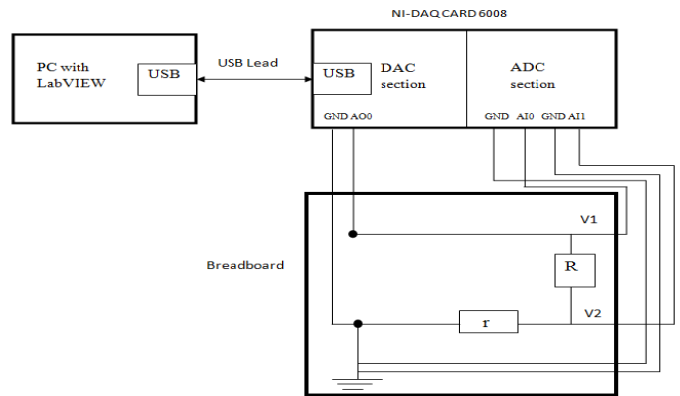 NI-DAQ CARD 6008
PC with
LabVIEW
USB
USB Lead
USB
DAC
section
ADC
section
GND AO0
GND AI0 GND AI1
V1
Breadboard
R
V2
r